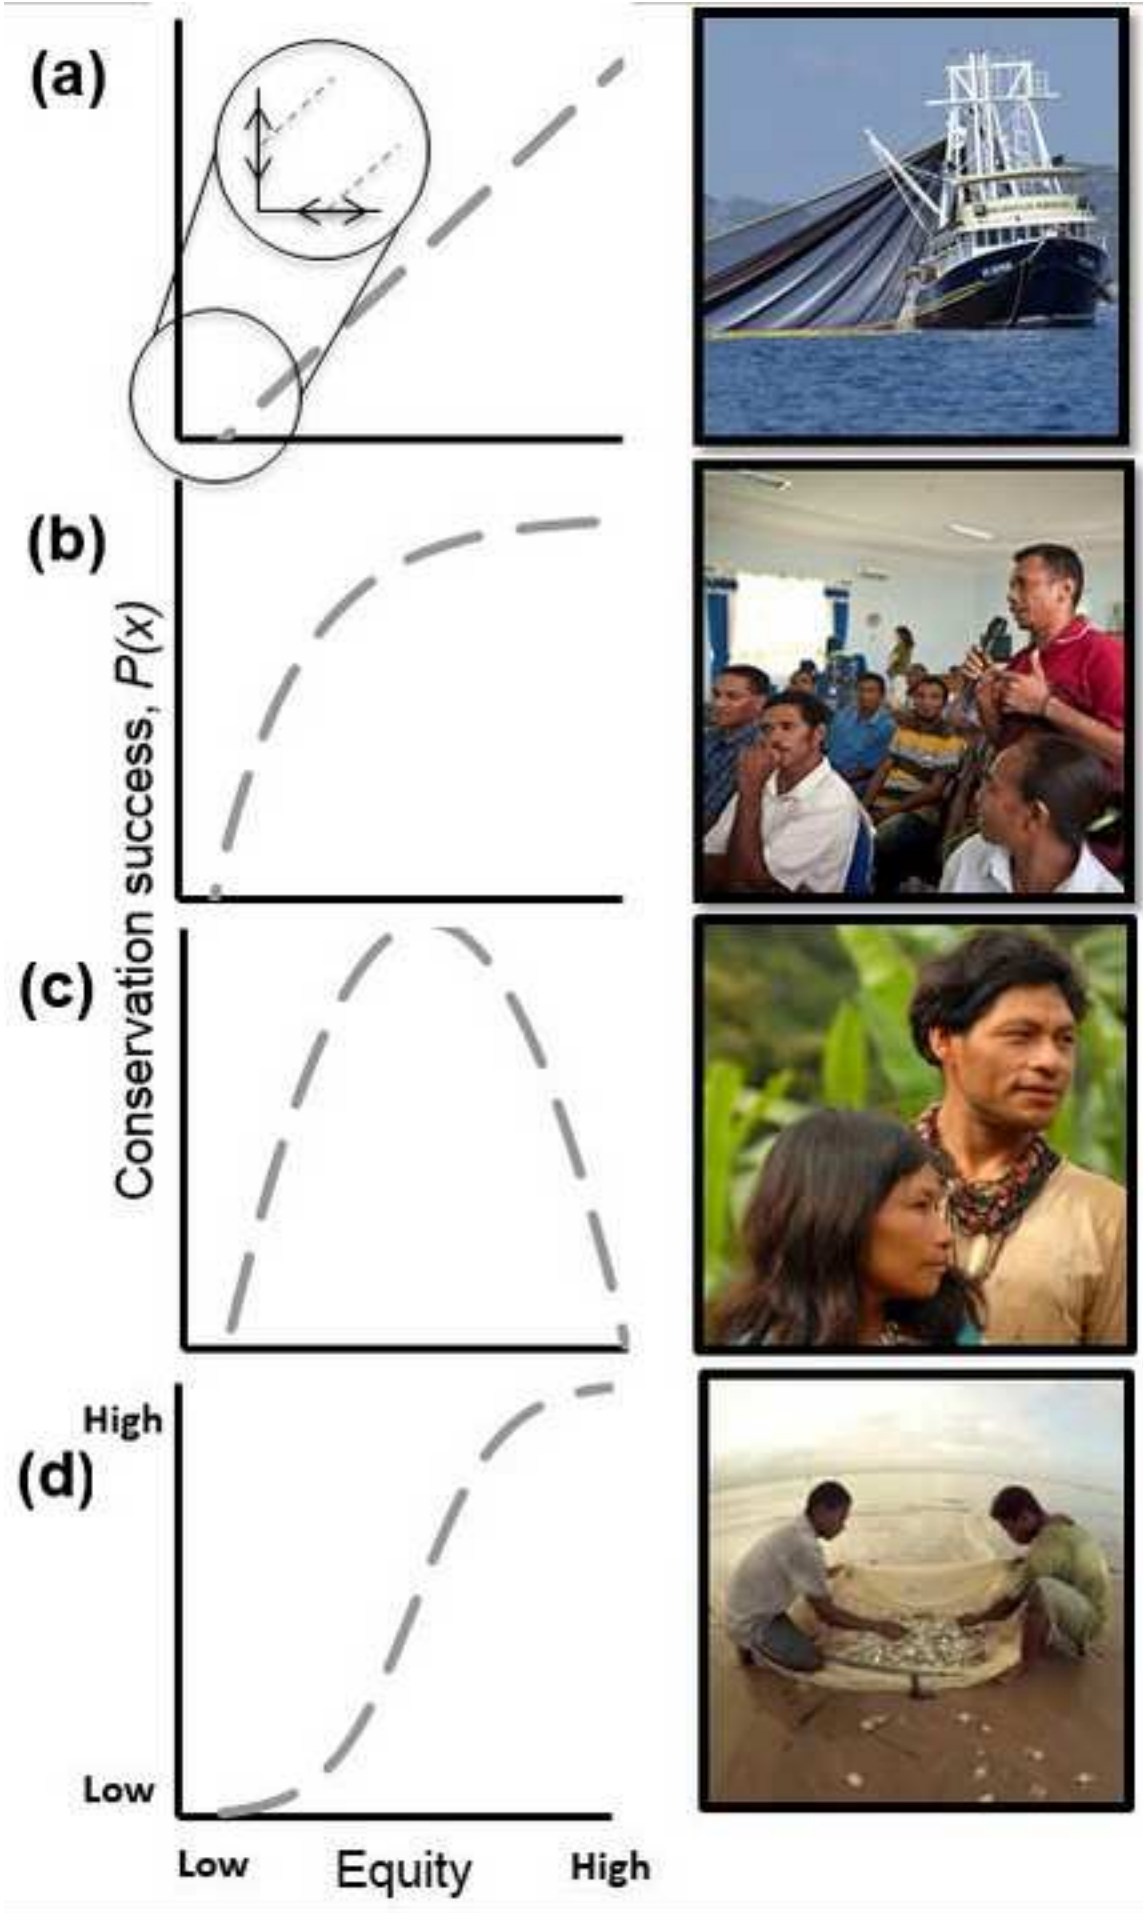 (a)
(b)
Conservation success, P(x)
(c)
High
(d)
Low
Low
Equity
High